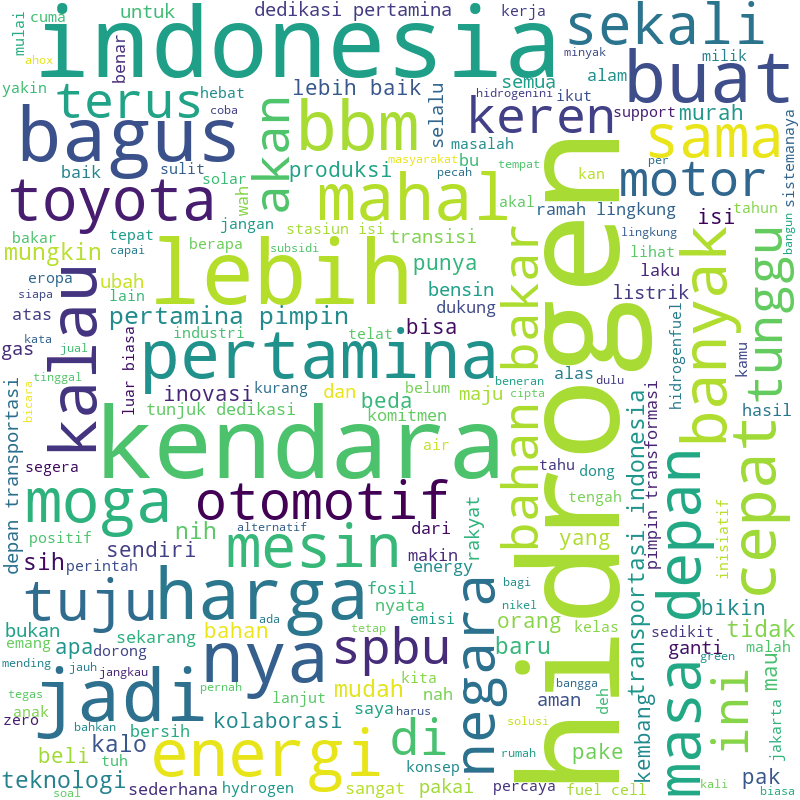 cuma
untuk
dedikasi pertamina
kerja
sekali
mulai
benar
indonesia
minyak
milik
ahox
yakin
terus
hebat
lebih baik
selalu
semua
alam
buat
coba
hidrogenini
ikut
bagus
akan
bbm
keren
support
murah
sistemanaya
masalah
sama
per
baik
sulit
produksi
masyarakat
bu
tempat
pecah
kan
motor
solar
wah
mahal
akal
toyota
jangan
ramah lingkung
isi
tahun
bakar
tepat
stasiun isi
transisi
lingkung
bangun
mungkin
capai
berapa
subsidi
lebih
lihat
eropa
ubah
punya
laku
siapa
lain
bensin
listrik
banyak
tunggu
atas
pertamina pimpin
dukung
bahan bakar
hidrogen
kata
industri
telat
bisa
gas
jual
luar biasa
pertamina
kalau
hidrogenfuel
kamu
tinggal
inovasi
kurang
dan
belum
maju
alas
beneran
dulu
bicara
tunjuk dedikasi
beda
komitmen
cipta
hasil
depan transportasi
kendara
air
cepat
segera
tahu
dong
masa depan
moga
otomotif
tengah
transportasi indonesia
pimpin transformasi
positif
nih
alternatif
dari
rakyat
yang
inisiatif
sih
perintah
sendiri
mesin
makin
energy
negara
bagi
nikel
tuju
harga
fosil
nyata
emisi
orang
kelas
bikin
bukan
sekarang
bahan
ada
tetap
sedikit
tidak
emang
apa
dorong
nya
spbu
baru
ganti
malah
mending
jauh
jangkau
kita
bangga
green
tegas
jadi
pernah
mudah
nah
deh
ini
mau
apak
lanjut
saya
harus
aman
zero
kolaborasi
solusi
kembang
jakarta
bersih
kalo
di
beli
tuh
energi
konsep
rumah
pake
teknologi
sederhana
hydrogen
sangat
pakai
percaya
fuel cell
kali
pak
soal
biasa